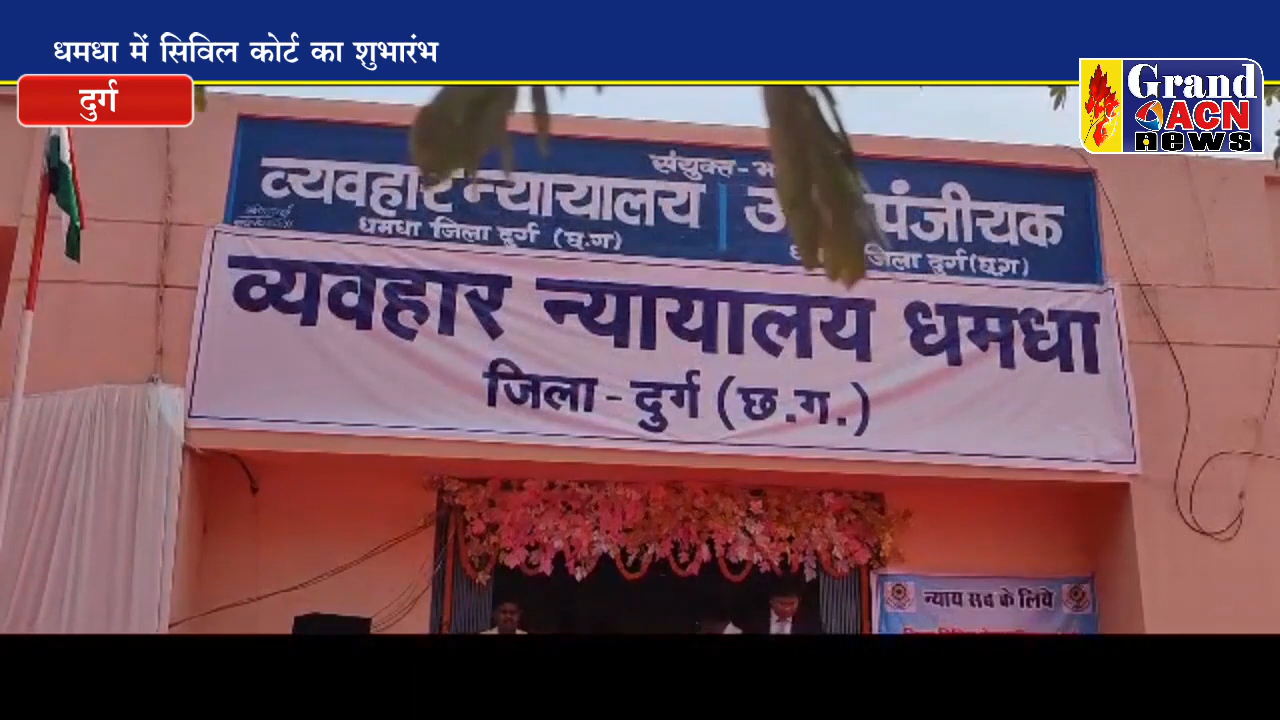 धमधा में सिविल कोर्ट का शुभारंभ
दुर्ग
Grand
ACN
news
संयुक्त-
व्यवहार न्यायालय
पंजीयक
धमधा जिला दुर्ग (छ.ग)
जिला दुर्ग (छ.ग)
व्यवहार न्यायालय धमधा
जिला - दुर्ग (छ.ग.)
न्याय सब के लिये